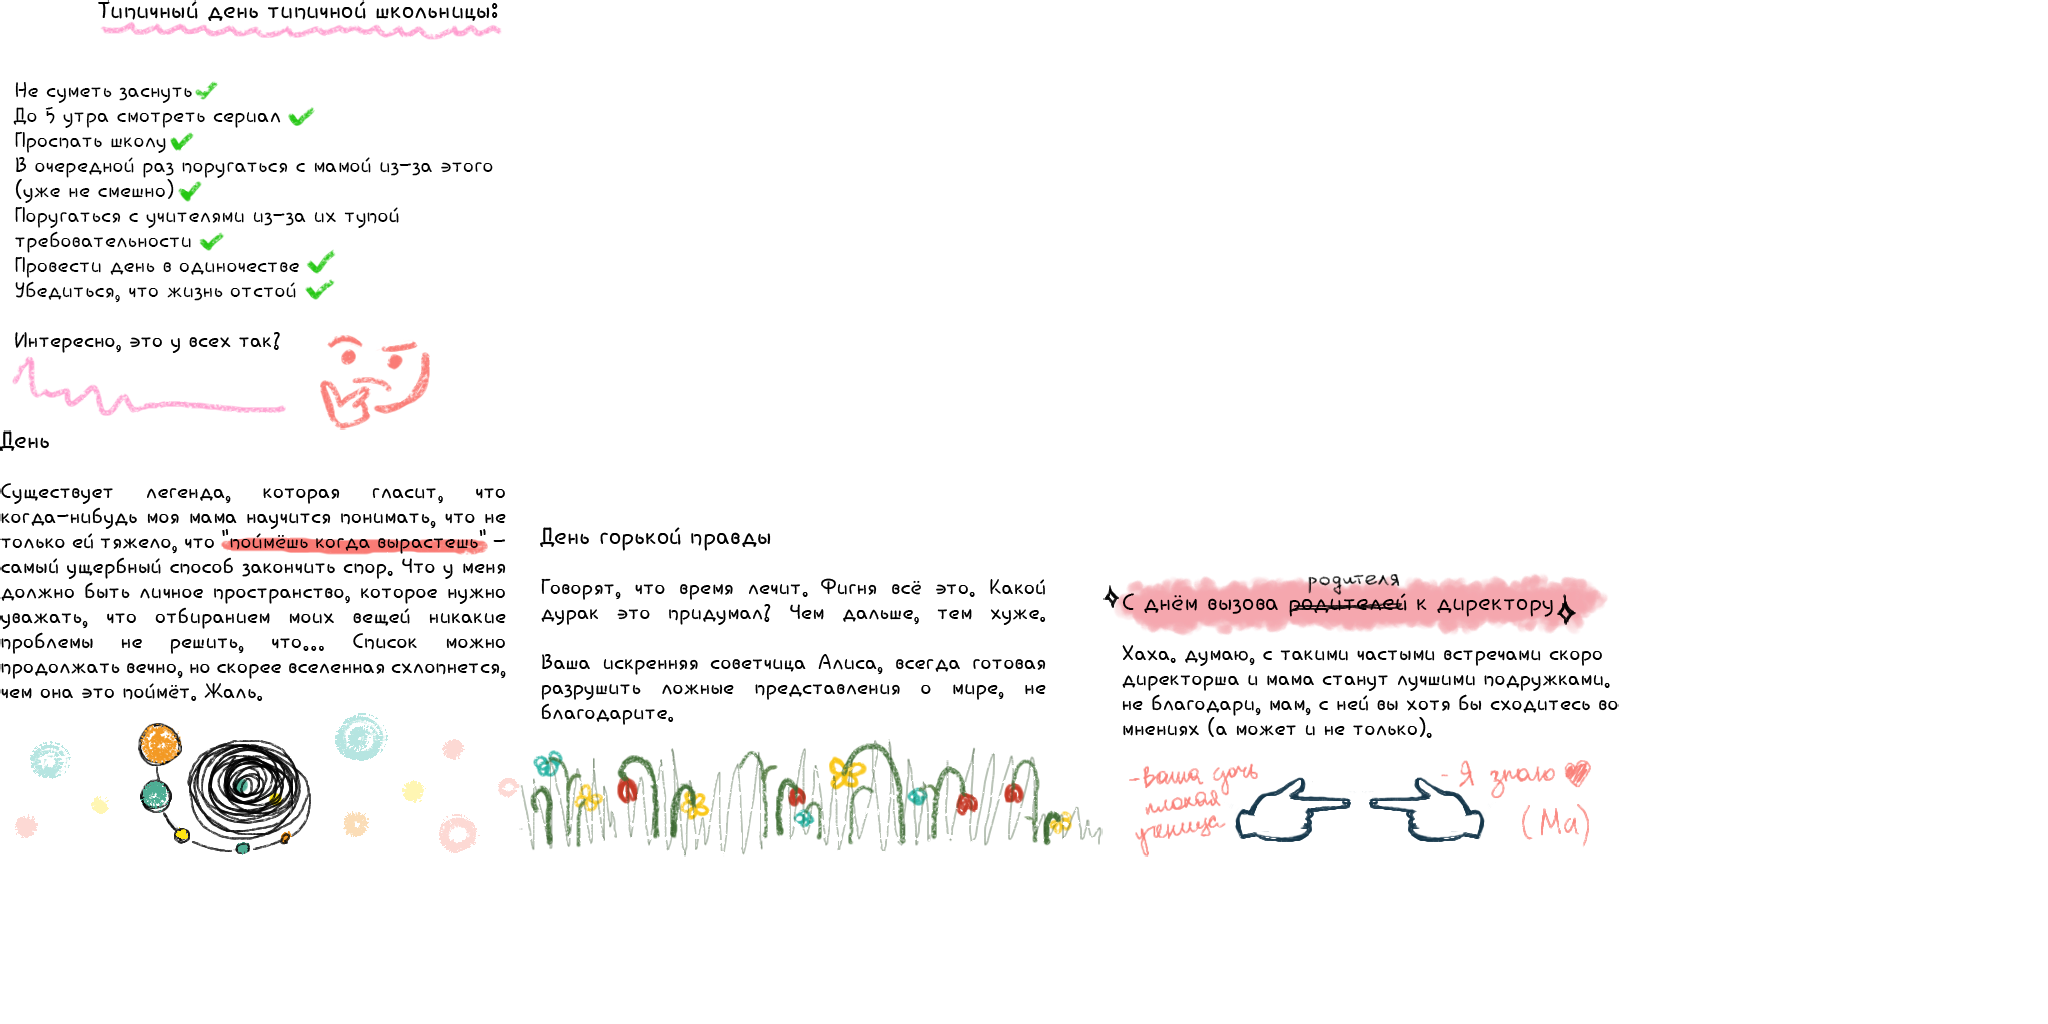 Типичный день типичной школьницы:
Не суметь заснуть
До 5 утра смотреть сериал
Проспать школу
В очередной раз поругаться с мамой из-за этого
(уже не смешно)
Поругаться с учителями из-за их тупой
требовательности
Провести день в одиночестве
Убедиться, что жизнь отстой
Интересно, это у всех так?
День
Существует легенда, которая гласит, что
когда-нибудь моя мама научится понимать, что не
только ей тяжело, что "поймёшь когда вырастешь" -
самый ущербный способ закончить спор. Что у меня
должно быть личное пространство, которое нужно
уважать, что отбиранием моих вещей никакие
проблемы не решить, что... Список можно
продолжать вечно, но скорее вселенная схлопнется,
чем она это поймёт. Жаль.
День горькой правды
Говорят, что время лечит. Фигня всё это. Какой
дурак это придумал? Чем дальше, тем хуже.
Ваша искренняя советчица Алиса, всегда готовая
разрушить ложные представления о мире, не
благодарите.
родителя
С днём вызова родителей к директору!
Хаха. думаю, с такими частыми встречами скоро
директорша и мама станут лучшими подружками.
не благодари, мам, с ней вы хотя бы сходитесь во
мнениях (а может и не только).
-Ваша дочь
плохая
ученица
- Я знаю
(Ма)